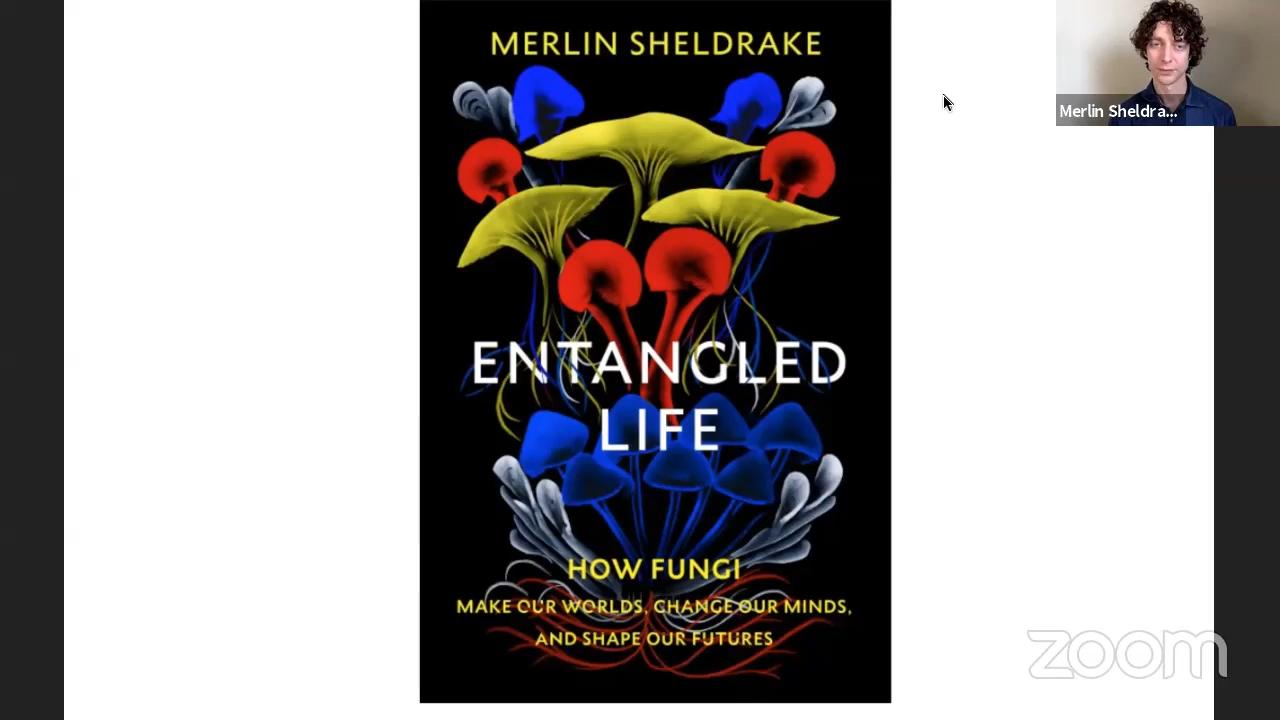 MERLIN SHELDRAKE
ENTANGLED
LIFE
HOW FUNGI
MAKE OUR WORLDS, CHANGE OUR MINDS,
AND SHAPE OUR FUTURES
Merlin Sheldra...
zoom